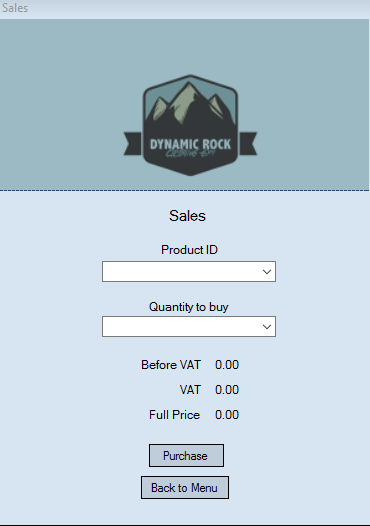 Sales
DYNAMIC ROCK
Sales
Product ID
Quantity to buy
Before VAT 0.00
VAT 0.00
Full Price 0.00
Purchase
Back to Menu